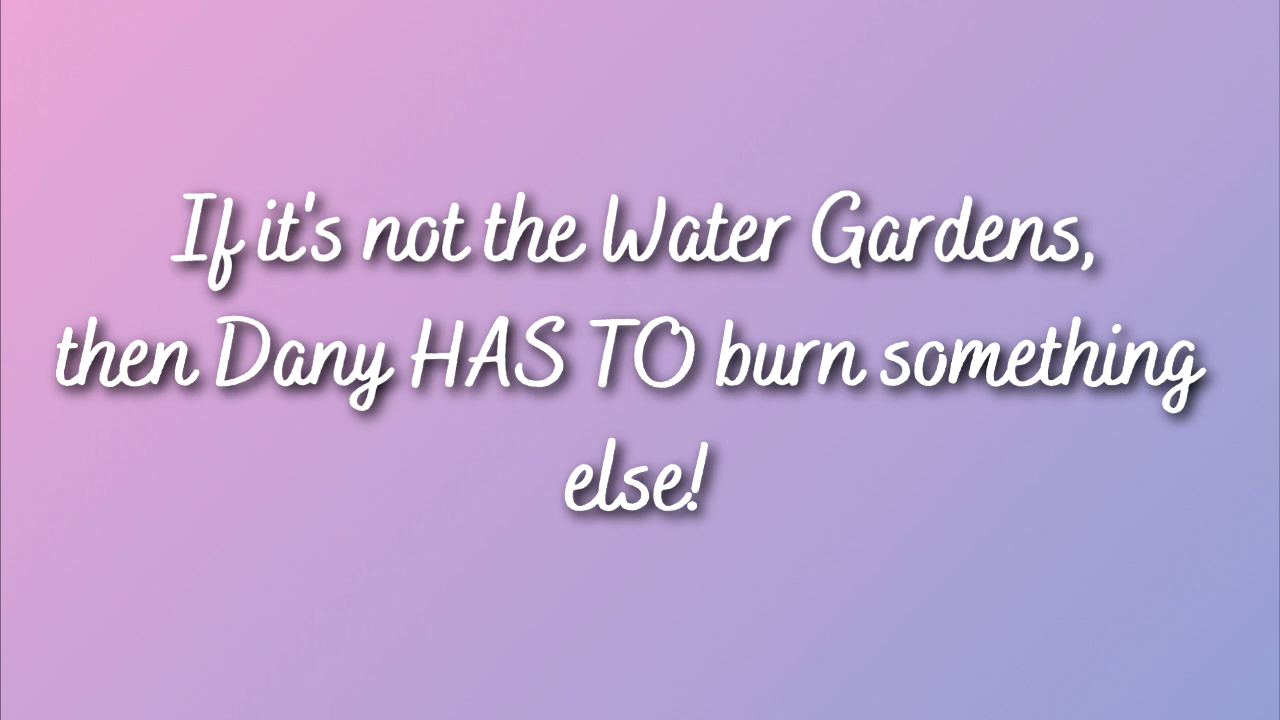 If it's not the Water Gardens,
then Dany HAS TO burn something
else!